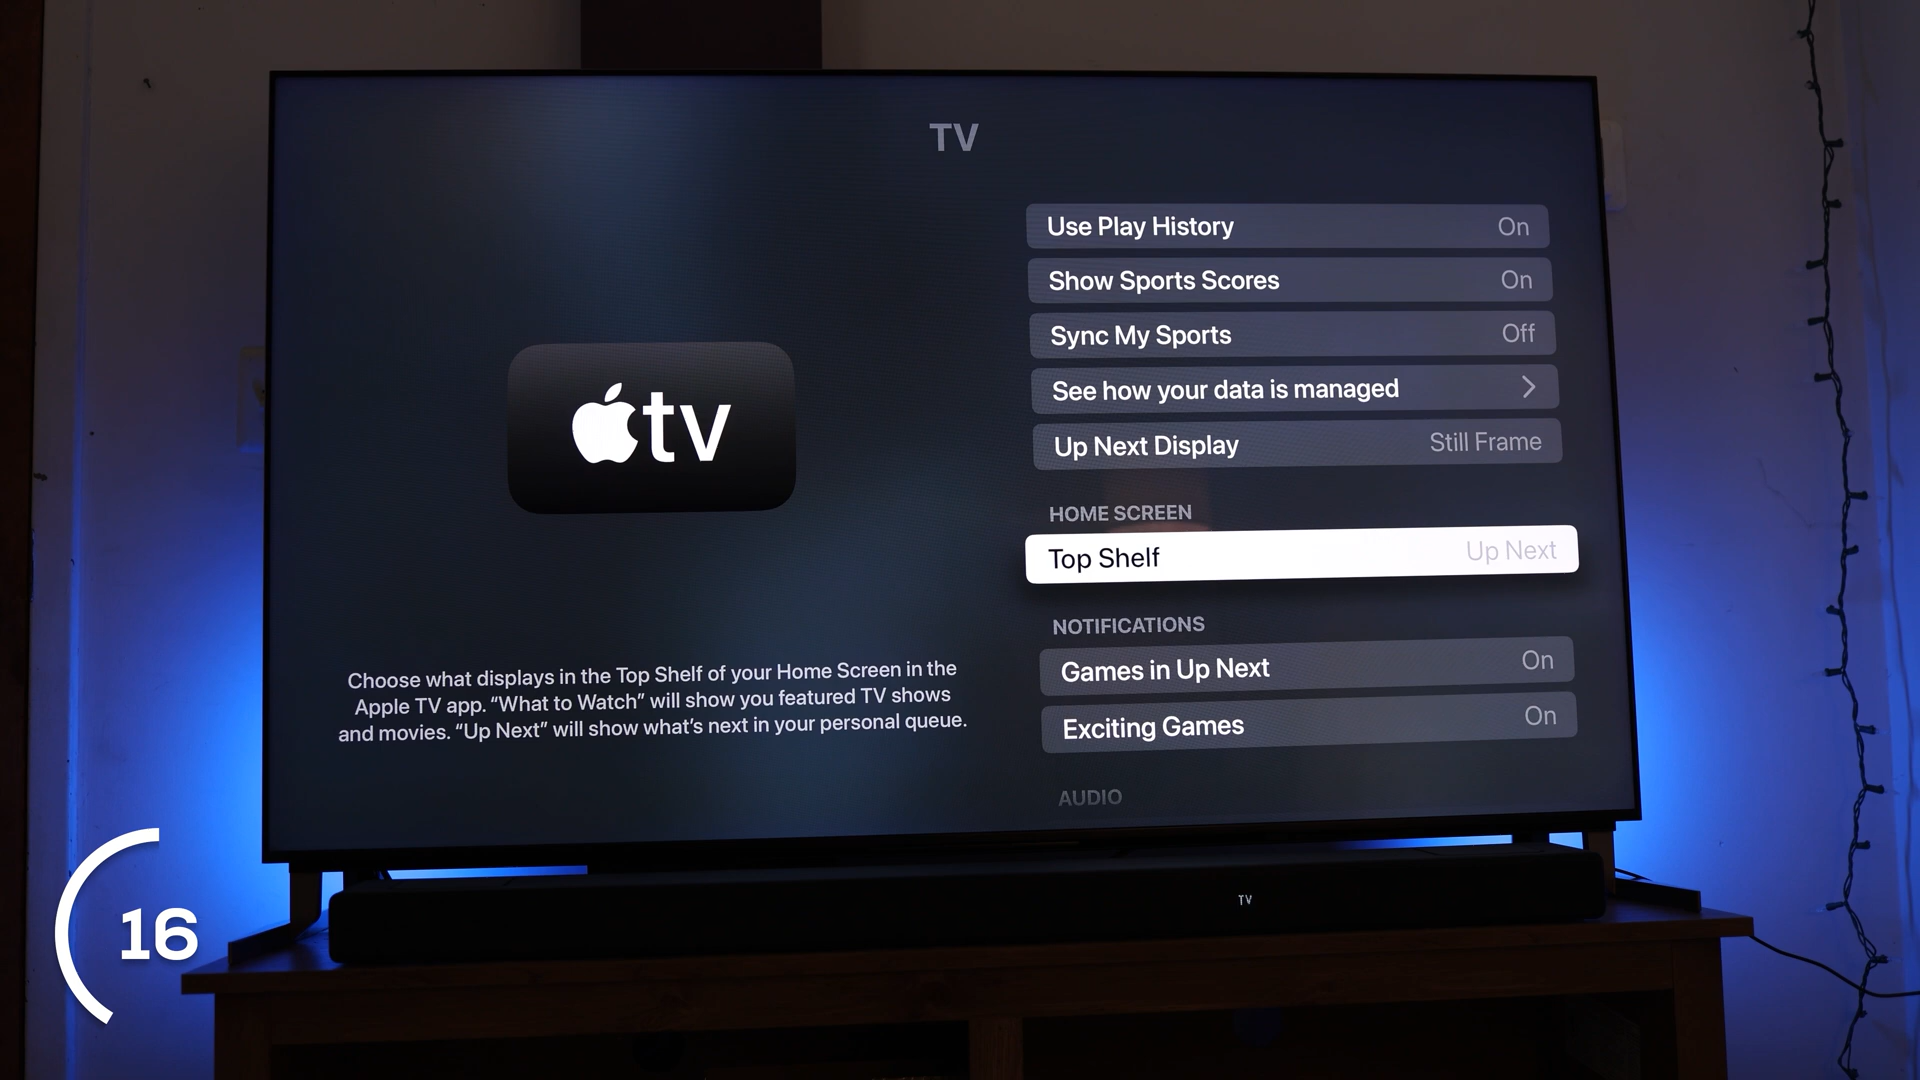 TV
Use Play History On
Show Sports Scores On
Sync My Sports Off
See how your data is managed
Up Next Display Still Frame
HOME SCREEN
Top Shelf Up Next
NOTIFICATIONS
Games in Up Next On
Exciting Games On
AUDIO
tv
Choose what displays in the Top Shelf of your Home Screen in the
Apple TV app. “What to Watch” will show you featured TV shows
and movies. “Up Next” will show what’s next in your personal queue.
TV
16